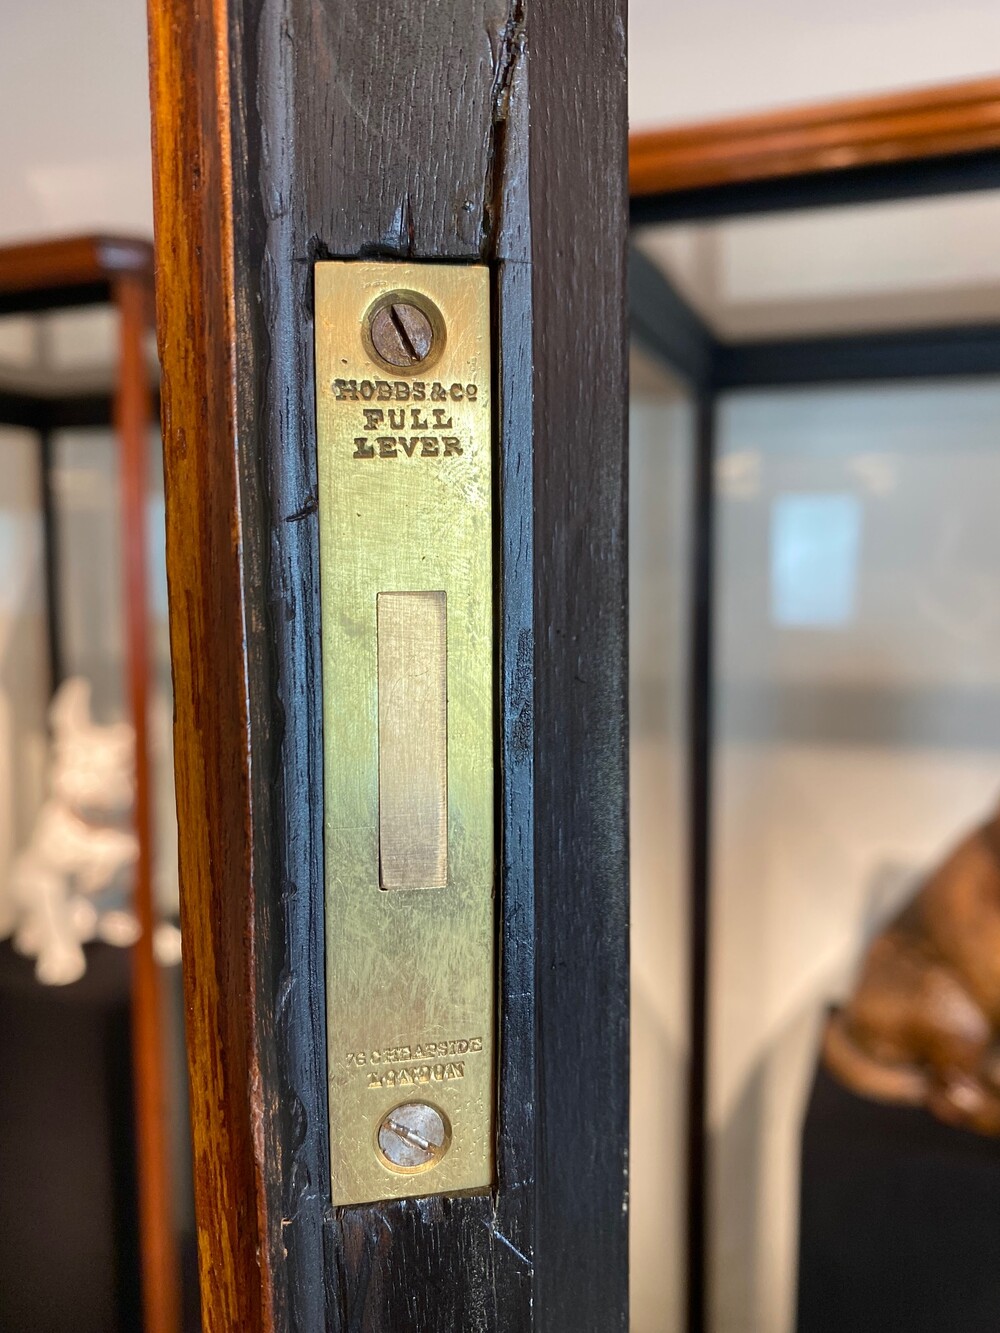 HOBBS & Co
FULL
LEVER
76 CHEAPSIDE
LONDON